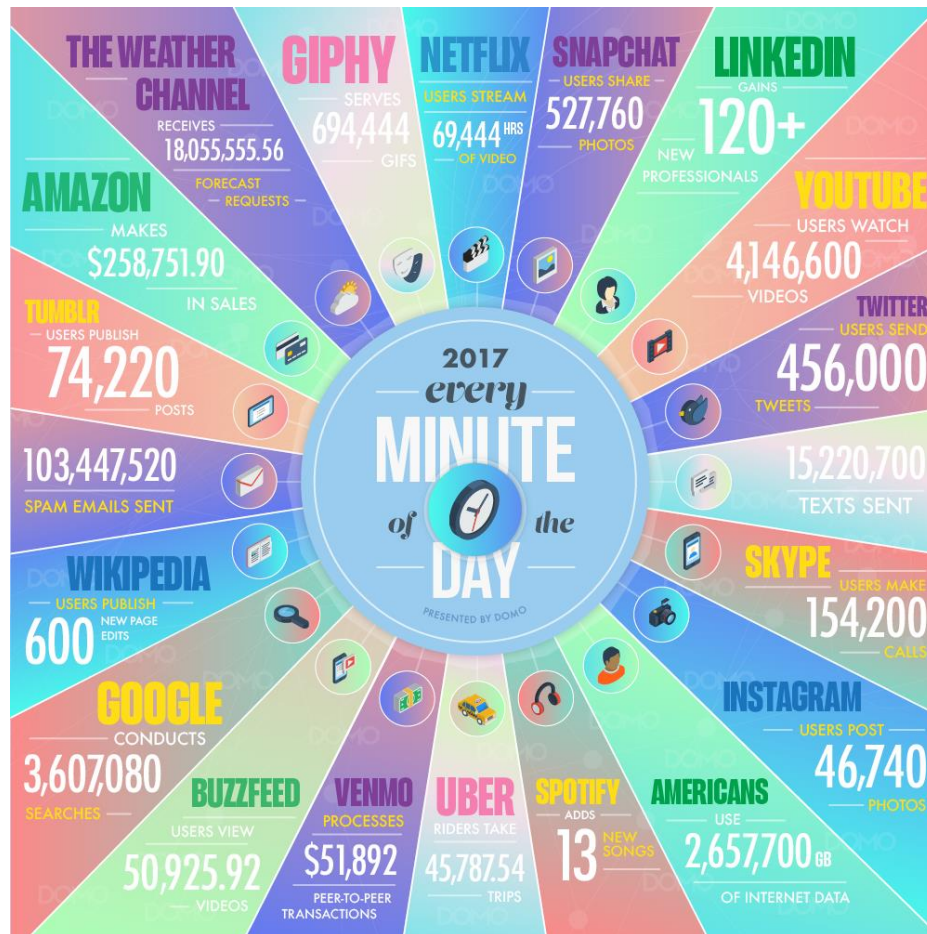 THE WEATHER
CHANNEL
RECEIVES
18,055,555.56
FORECAST
REQUESTS
GIPHY
SERVES
694,444
GIFS
NETFLIX
USERS STREAM
69,444 HRS
OF VIDEO
SNAPCHAT
USERS SHARE
527,760
PHOTOS
LINKEDIN
GAINS
120+
NEW
PROFESSIONALS
YOUTUBE
USERS WATCH
4,146,600
VIDEOS
TWITTER
USERS SEND
456,000
TWEETS
15,220,700
TEXTS SENT
SKYPE
USERS MAKE
154,200
CALLS
INSTAGRAM
USERS POST
46,740
PHOTOS
AMERICANS
USE
2,657,700 GB
OF INTERNET DATA
SPOTIFY
ADDS
13 NEW
SONGS
UBER
RIDERS TAKE
45,787.54
TRIPS
VENMO
PROCESSES
$51,892
PEER-TO-PEER
TRANSACTIONS
BUZZFEED
USERS VIEW
50,925.92
VIDEOS
GOOGLE
CONDUCTS
3,607,080
SEARCHES
WIKIPEDIA
USERS PUBLISH
600 NEW PAGE
EDITS
103,447,520
SPAM EMAILS SENT
TUMBLR
USERS PUBLISH
74,220
POSTS
AMAZON
MAKES
$258,751.90
IN SALES
2017
every
MINUTE
of the
DAY
PRESENTED BY DOMO
DOMO